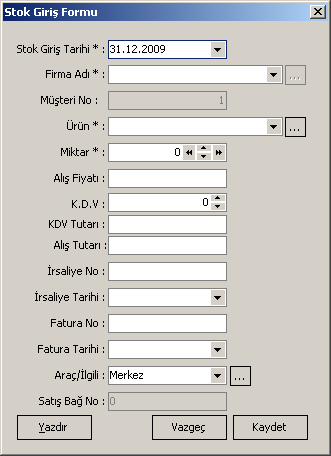 Stok Giriş Formu
Stok Giriş Tarihi * : 31.12.2009
Firma Adı * : ...
Müşteri No : 1
Ürün * : ...
Miktar * : 0
Alış Fiyatı :
K.D.V : 0
KDV Tutarı :
Alış Tutarı :
İrsaliye No :
İrsaliye Tarihi :
Fatura No :
Fatura Tarihi :
Araç/İlgili : Merkez ...
Satış Bağ No : 0
Yazdır Vazgeç Kaydet